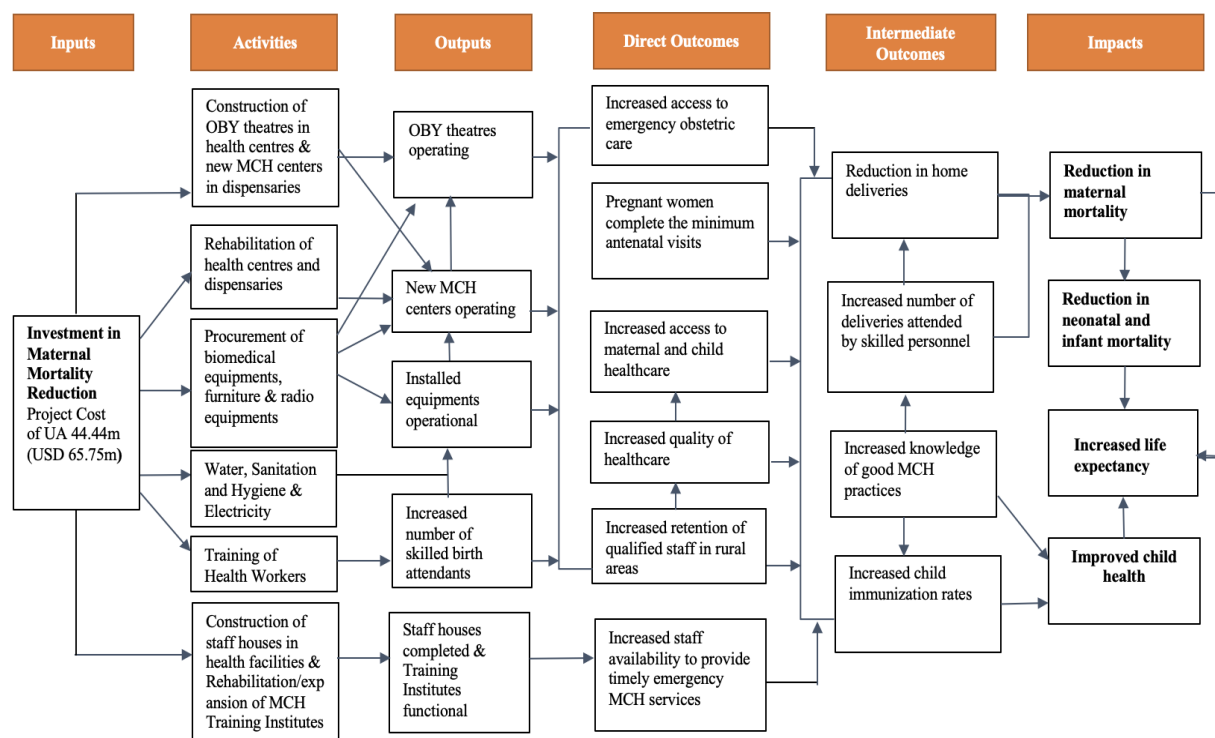 Inputs
Activities
Outputs
Direct Outcomes
Intermediate
Outcomes
Impacts
Investment in
Maternal
Mortality
Reduction
Project Cost
of UA 44.44m
(USD 65.75m)
Construction of
OBY theatres in
health centres &
new MCH centers
in dispensaries
Rehabilitation of
health centres and
dispensaries
Procurement of
biomedical
equipments,
furniture & radio
equipments
Water, Sanitation
and Hygiene &
Electricity
Training of
Health Workers
Construction of
staff houses in
health facilities &
Rehabilitation/exp
ansion of MCH
Training Institutes
OBY theatres
operating
New MCH
centers operating
Installed
equipments
operational
Increased
number of
skilled birth
attendants
Staff houses
completed &
Training
Institutes
functional
Increased access to
emergency obstetric
care
Pregnant women
complete the minimum
antenatal visits
Increased access to
maternal and child
healthcare
Increased quality of
healthcare
Increased retention of
qualified staff in rural
areas
Increased staff
availability to provide
timely emergency
MCH services
Reduction in home
deliveries
Increased number of
deliveries attended
by skilled personnel
Increased knowledge
of good MCH
practices
Increased child
immunization rates
Reduction in
maternal
mortality
Reduction in
neonatal and
infant mortality
Increased life
expectancy
Improved child
health